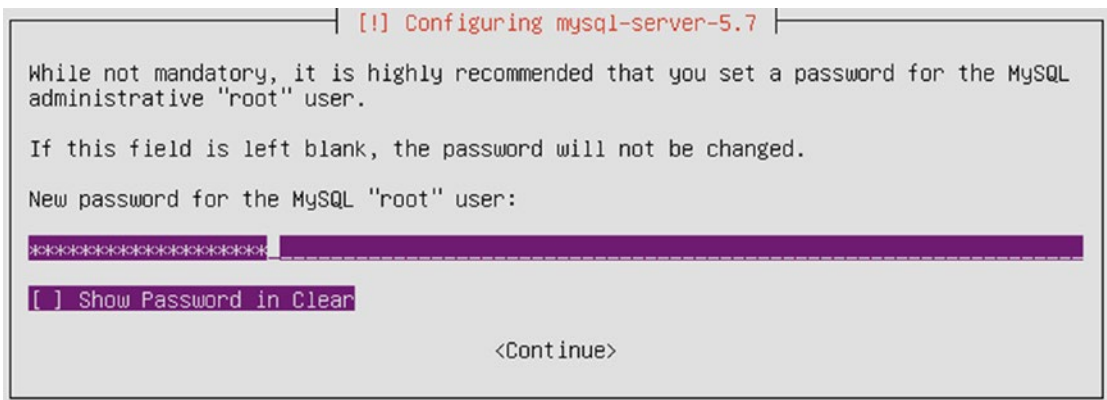 [!] Configuring mysql-server-5.7
While not mandatory, it is highly recommended that you set a password for the MySQL
administrative "root" user.
If this field is left blank, the password will not be changed.
New password for the MySQL "root" user:
********************
[ ] Show Password in Clear
<Continue>